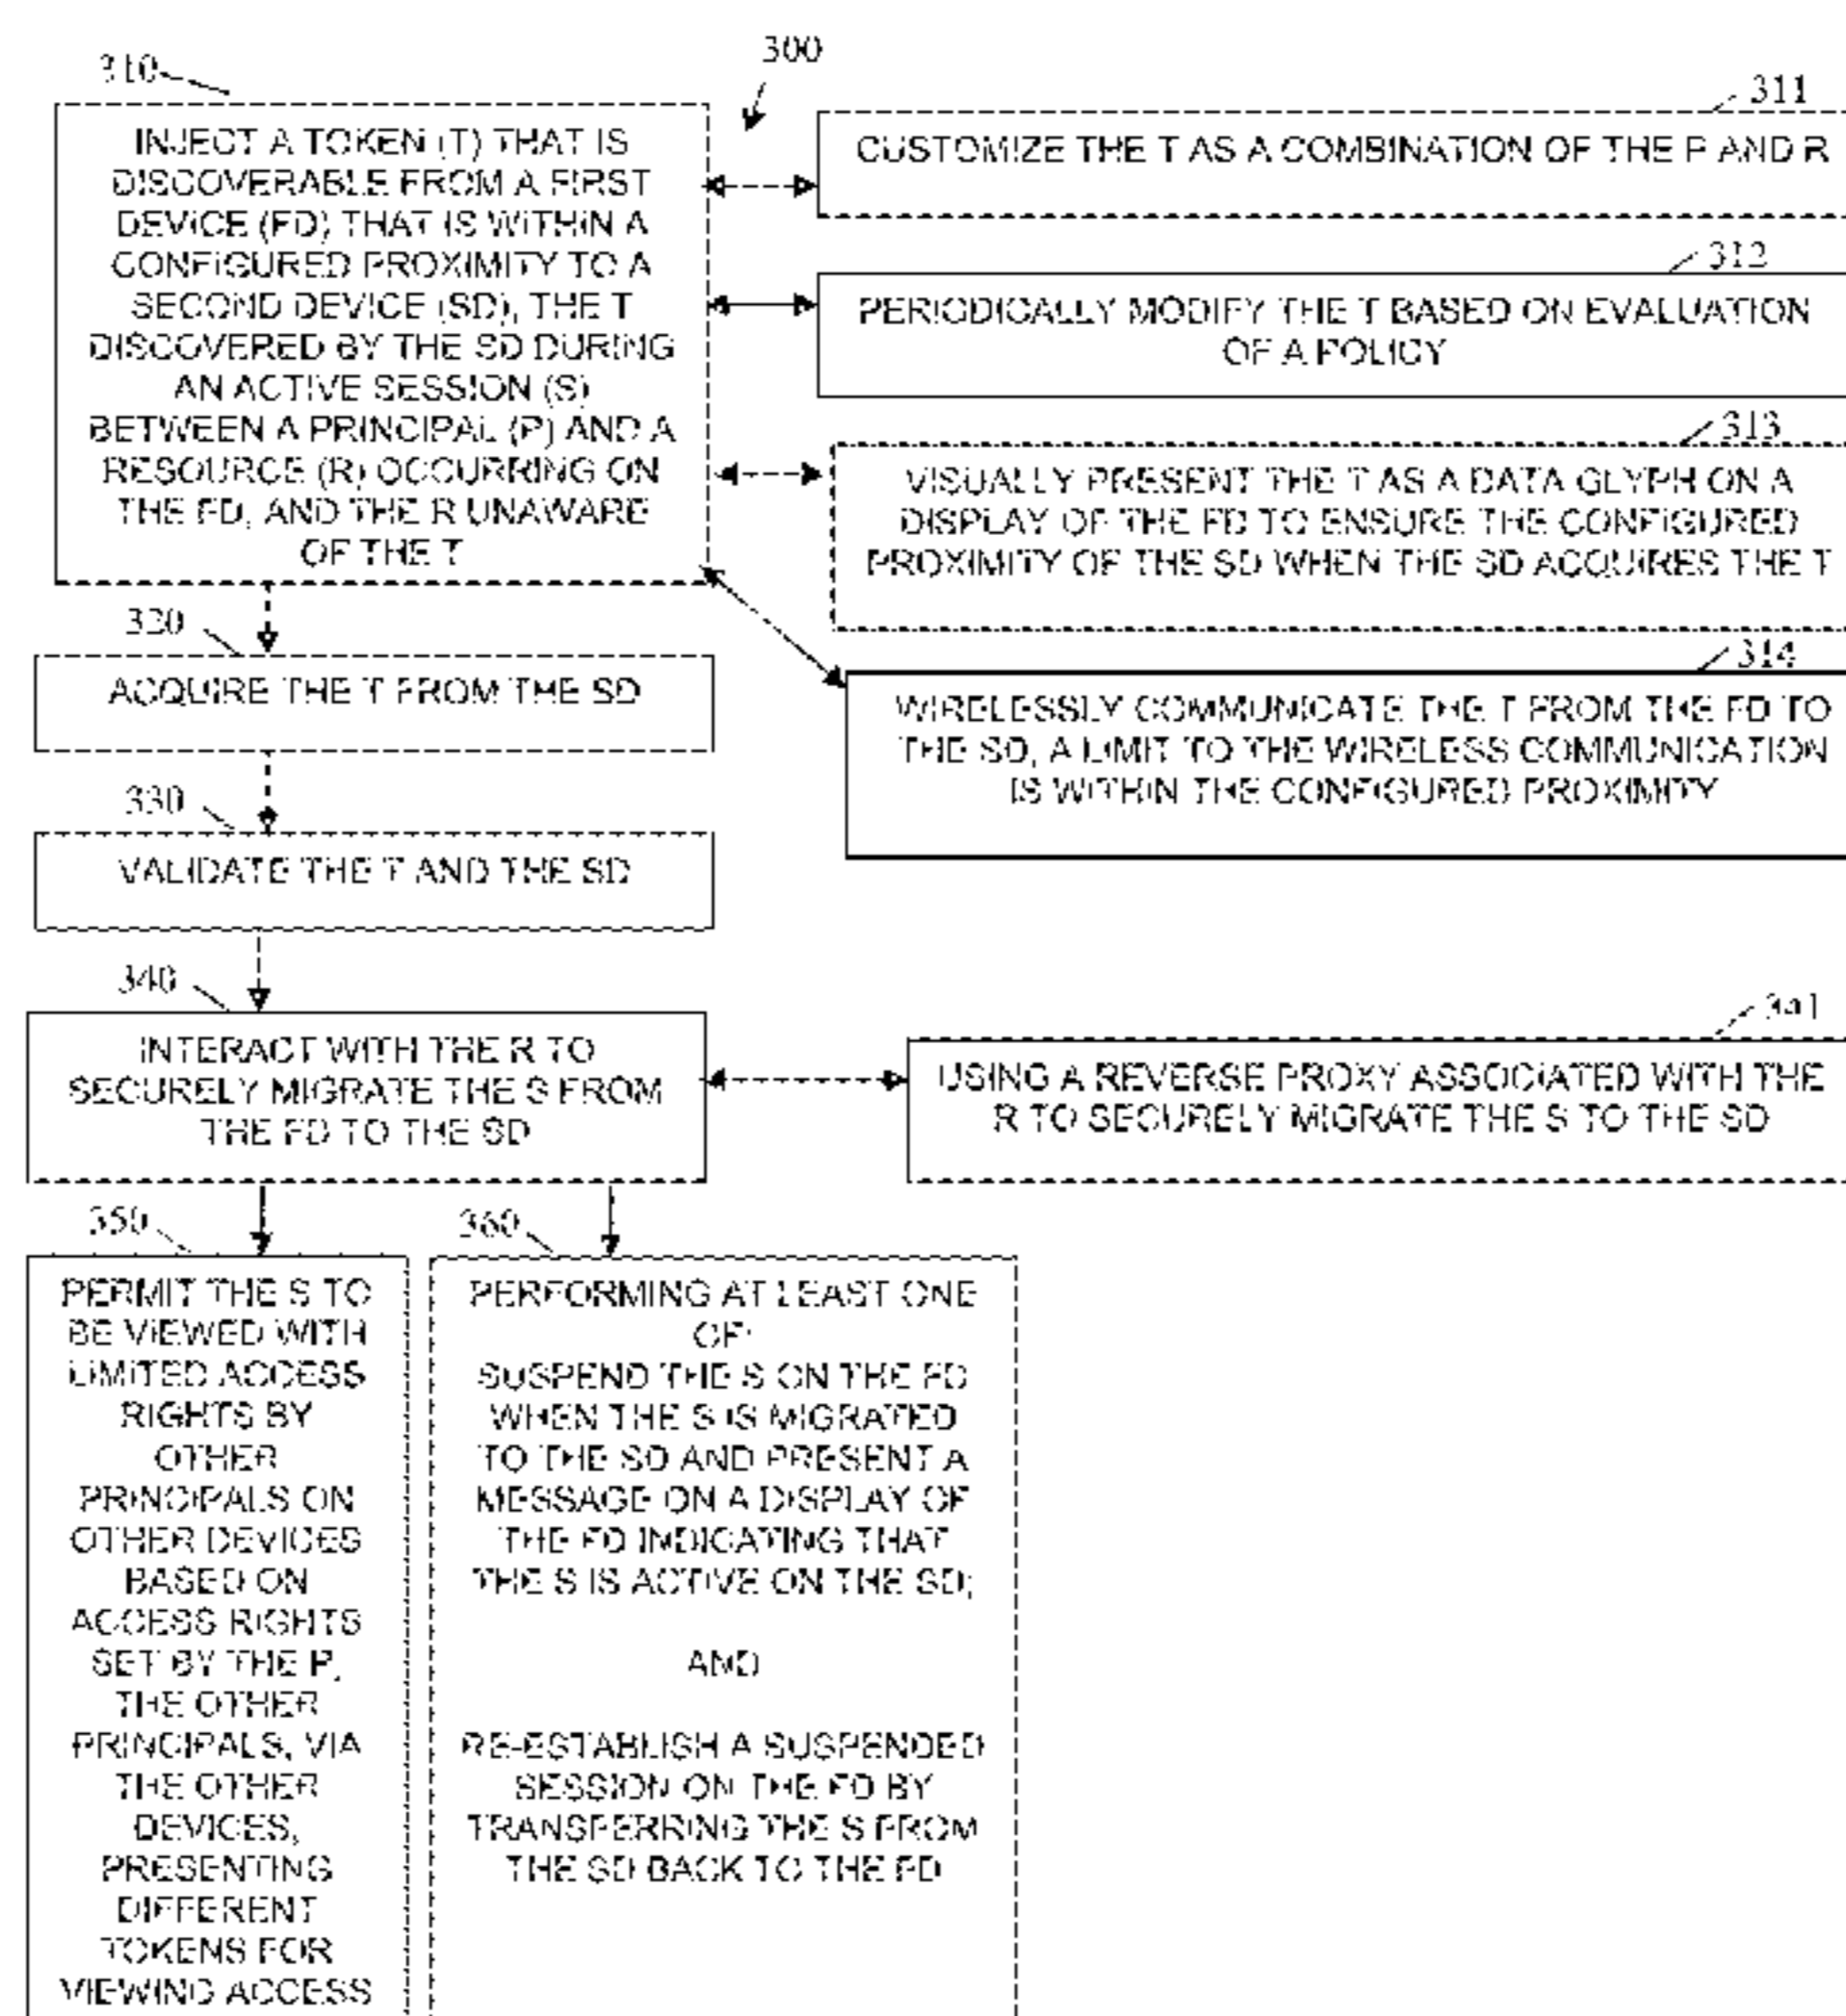 300
310
INJECT A TOKEN (T) THAT IS
DISCOVERABLE FROM A FIRST
DEVICE (FD) THAT IS WITHIN A
CONFIGURED PROXIMITY TO A
SECOND DEVICE (SD), THE T
DISCOVERED BY THE SD DURING
AN ACTIVE SESSION (S)
BETWEEN A PRINCIPAL (P) AND A
RESOURCE (R) OCCURRING ON
THE FD, AND THE R UNAWARE
OF THE T
311
CUSTOMIZE THE T AS A COMBINATION OF THE P AND R
312
PERIODICALLY MODIFY THE T BASED ON EVALUATION
OF A POLICY
313
VISUALLY PRESENT THE T AS A DATA GLYPH ON A
DISPLAY OF THE FD TO ENSURE THE CONFIGURED
PROXIMITY OF THE SD WHEN THE SD ACQUIRES THE T
314
WIRELESSLY COMMUNICATE THE T FROM THE FD TO
THE SD, A LIMIT TO THE WIRELESS COMMUNICATION
IS WITHIN THE CONFIGURED PROXIMITY
320
ACQUIRE THE T FROM THE SD
330
VALIDATE THE T AND THE SD
340
INTERACT WITH THE R TO
SECURELY MIGRATE THE S FROM
THE FD TO THE SD
341
USING A REVERSE PROXY ASSOCIATED WITH THE
R TO SECURELY MIGRATE THE S TO THE SD
350
PERMIT THE S TO
BE VIEWED WITH
LIMITED ACCESS
RIGHTS BY
OTHER
PRINCIPALS ON
OTHER DEVICES
BASED ON
ACCESS RIGHTS
SET BY THE P,
THE OTHER
PRINCIPALS, VIA
THE OTHER
DEVICES,
PRESENTING
DIFFERENT
TOKENS FOR
VIEWING ACCESS
360
PERFORMING AT LEAST ONE
OF:
SUSPEND THE S ON THE FD
WHEN THE S IS MIGRATED
TO THE SD AND PRESENT A
MESSAGE ON A DISPLAY OF
THE FD INDICATING THAT
THE S IS ACTIVE ON THE SD;
AND
RE-ESTABLISH A SUSPENDED
SESSION ON THE FD BY
TRANSFERRING THE S FROM
THE SD BACK TO THE FD